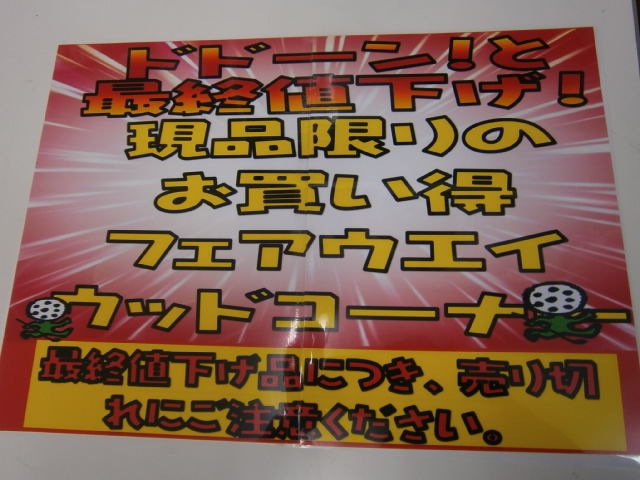 ドドーン!と
最終値下げ!
現品限りの
お買い得
フェアウエイ
ウッドコーナー
最終値下げ品につき、売り切
れにご注意ください。